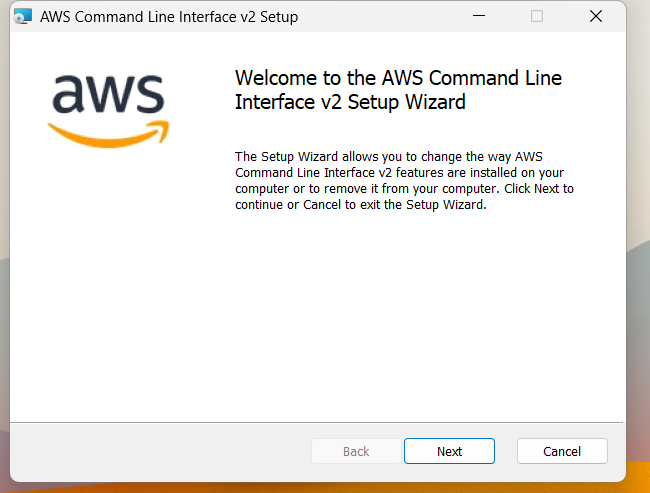 AWS Command Line Interface v2 Setup
aws
Welcome to the AWS Command Line
Interface v2 Setup Wizard
The Setup Wizard allows you to change the way AWS
Command Line Interface v2 features are installed on your
computer or to remove it from your computer. Click Next to
continue or Cancel to exit the Setup Wizard.
Back Next Cancel